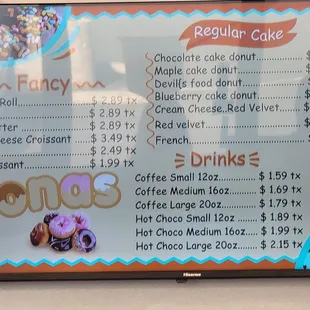 Fancy
Roll.................... $ 2.89 tx
$ 2.89 tx
tter ................ $ 2.89 tx
eese Croissant .... $ 3.49 tx
$ 2.49 tx
ssant................ $ 1.99 tx
onas
Regular Cake
Chocolate cake donut.............. $
Maple cake donut.................. $
Devil's food donut................ $
Blueberry cake donut.............. $
Cream Cheese..Red Velvet....... $
Red velvet........................ $
French............................ $
Drinks
Coffee Small 12oz........... $ 1.59 tx
Coffee Medium 16oz....... $ 1.69 tx
Coffee Large 20oz.......... $ 1.79 tx
Hot Choco Small 12oz ....... $ 1.89 tx
Hot Choco Medium 16oz..... $ 1.99 tx
Hot Choco Large 20oz....... $ 2.15 tx
Hisense